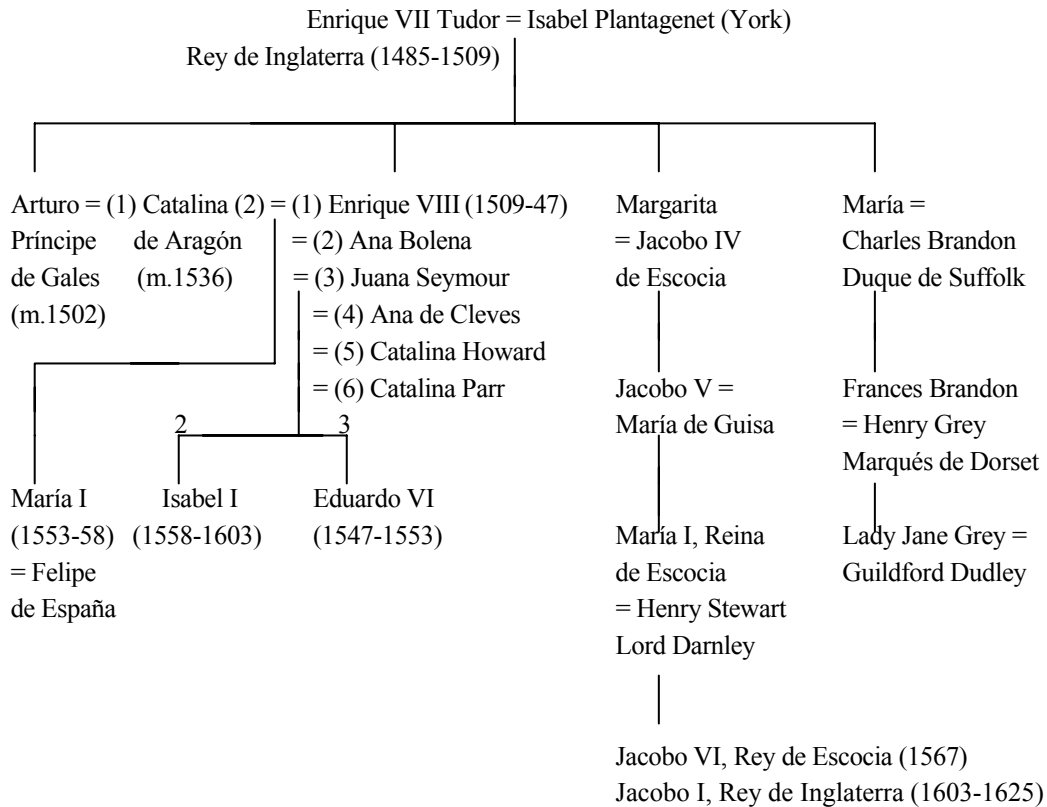 Enrique VII Tudor = Isabel Plantagenet (York)
Rey de Inglaterra (1485-1509)
Arturo = (1) Catalina (2) = (1) Enrique VIII (1509-47)
Príncipe de Aragón = (2) Ana Bolena
de Gales (m.1536) = (3) Juana Seymour
(m.1502) = (4) Ana de Cleves
= (5) Catalina Howard
= (6) Catalina Parr
Margarita
= Jacobo IV
de Escocia
María =
Charles Brandon
Duque de Suffolk
Jacobo V =
María de Guisa
Frances Brandon
= Henry Grey
Marqués de Dorset
2 3
María I Isabel I Eduardo VI
(1553-58) (1558-1603) (1547-1553)
= Felipe
de España
María I, Reina
de Escocia
= Henry Stewart
Lord Darnley
Lady Jane Grey =
Guildford Dudley
Jacobo VI, Rey de Escocia (1567)
Jacobo I, Rey de Inglaterra (1603-1625)